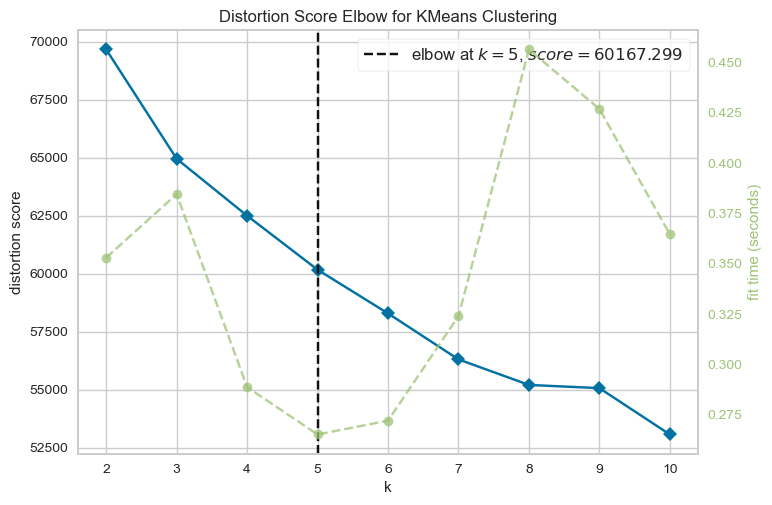 Distortion Score Elbow for KMeans Clustering
elbow at k = 5, score = 60167.299
70000
67500
65000
62500
60000
57500
55000
52500
distortion score
0.450
0.425
0.400
0.375
0.350
0.325
0.300
0.275
fit time (seconds)
2 3 4 5 6 7 8 9 10
k